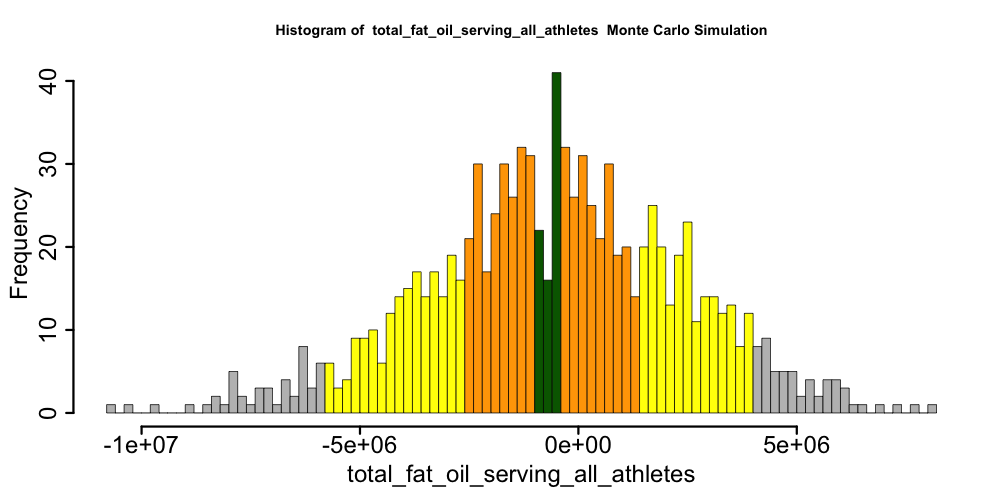 Histogram of  total_fat_oil_serving_all_athletes  Monte Carlo Simulation
40
30
20
10
0
Frequency
-1e+07
-5e+06
0e+00
5e+06
total_fat_oil_serving_all_athletes